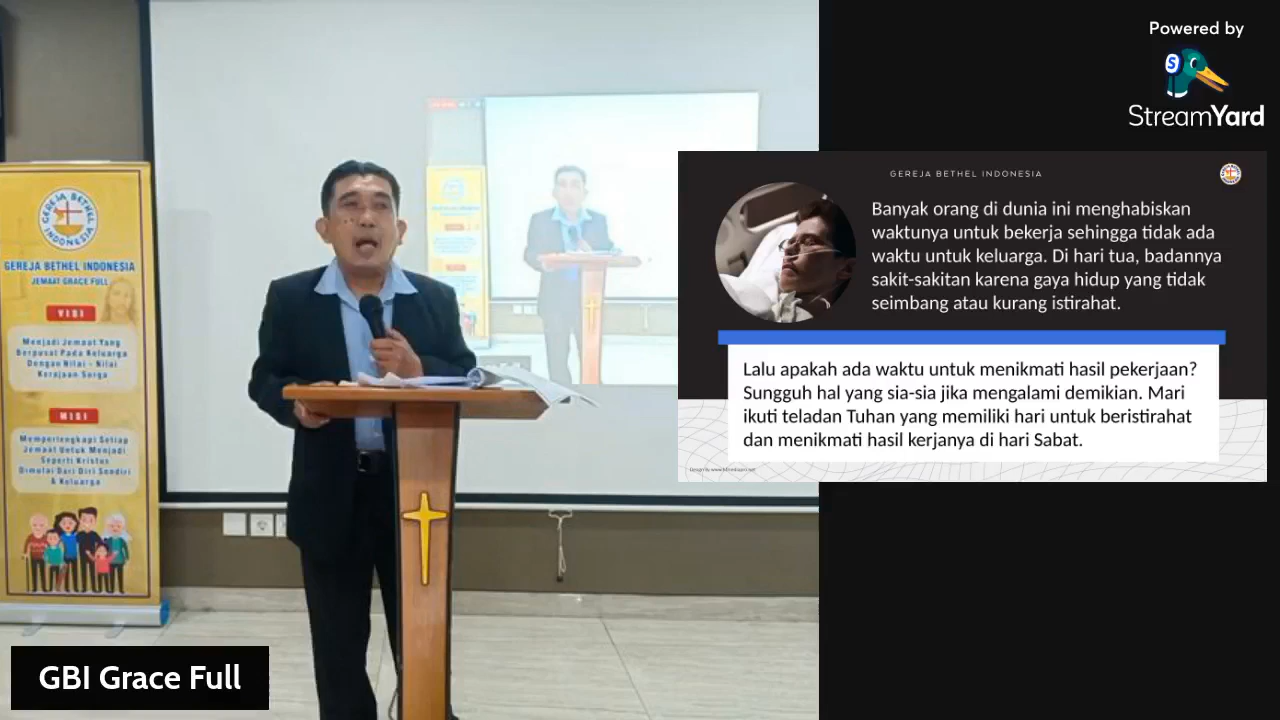 Powered by
StreamYard
GEREJA BETHEL INDONESIA
GEREJA BETHEL INDONESIA
JEMAAT GRACE FULL
VISI
Menjadi Jemaat Yang
Berpusat Pada Keluarga
Dengan Nilai - Nilai
Kerajaan Sorga
MISI
Memperlengkapi Setiap
Jemaat Untuk Menjadi
Seperti Kristus
Dimulai Dari Diri Sendiri
& Keluarga
GEREJA BETHEL INDONESIA
Banyak orang di dunia ini menghabiskan
waktunya untuk bekerja sehingga tidak ada
waktu untuk keluarga. Di hari tua, badannya
sakit-sakitan karena gaya hidup yang tidak
seimbang atau kurang istirahat.
Lalu apakah ada waktu untuk menikmati hasil pekerjaan?
Sungguh hal yang sia-sia jika mengalami demikian. Mari
ikuti teladan Tuhan yang memiliki hari untuk beristirahat
dan menikmati hasil kerjanya di hari Sabat.
GBI Grace Full